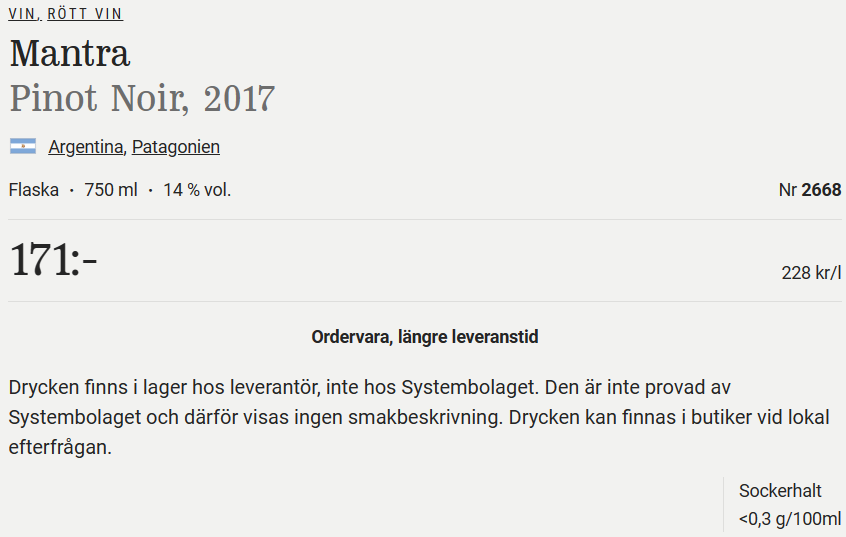 VIN, RÖTT VIN
Mantra
Pinot Noir, 2017
Argentina, Patagonien
Flaska · 750 ml · 14 % vol.
Nr 2668
171:-
228 kr/l
Ordervara, längre leveranstid
Drycken finns i lager hos leverantör, inte hos Systembolaget. Den är inte provad av
Systembolaget och därför visas ingen smakbeskrivning. Drycken kan finnas i butiker vid lokal
efterfrågan.
Sockerhalt
<0,3 g/100ml